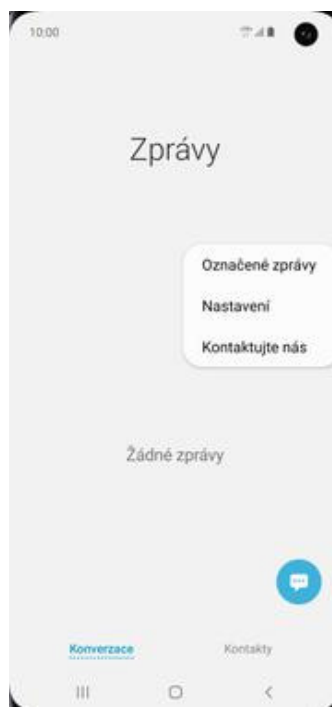 10:00
Zprávy
Označené zprávy
Nastavení
Kontaktujte nás
Žádné zprávy
Konverzace
Kontakty